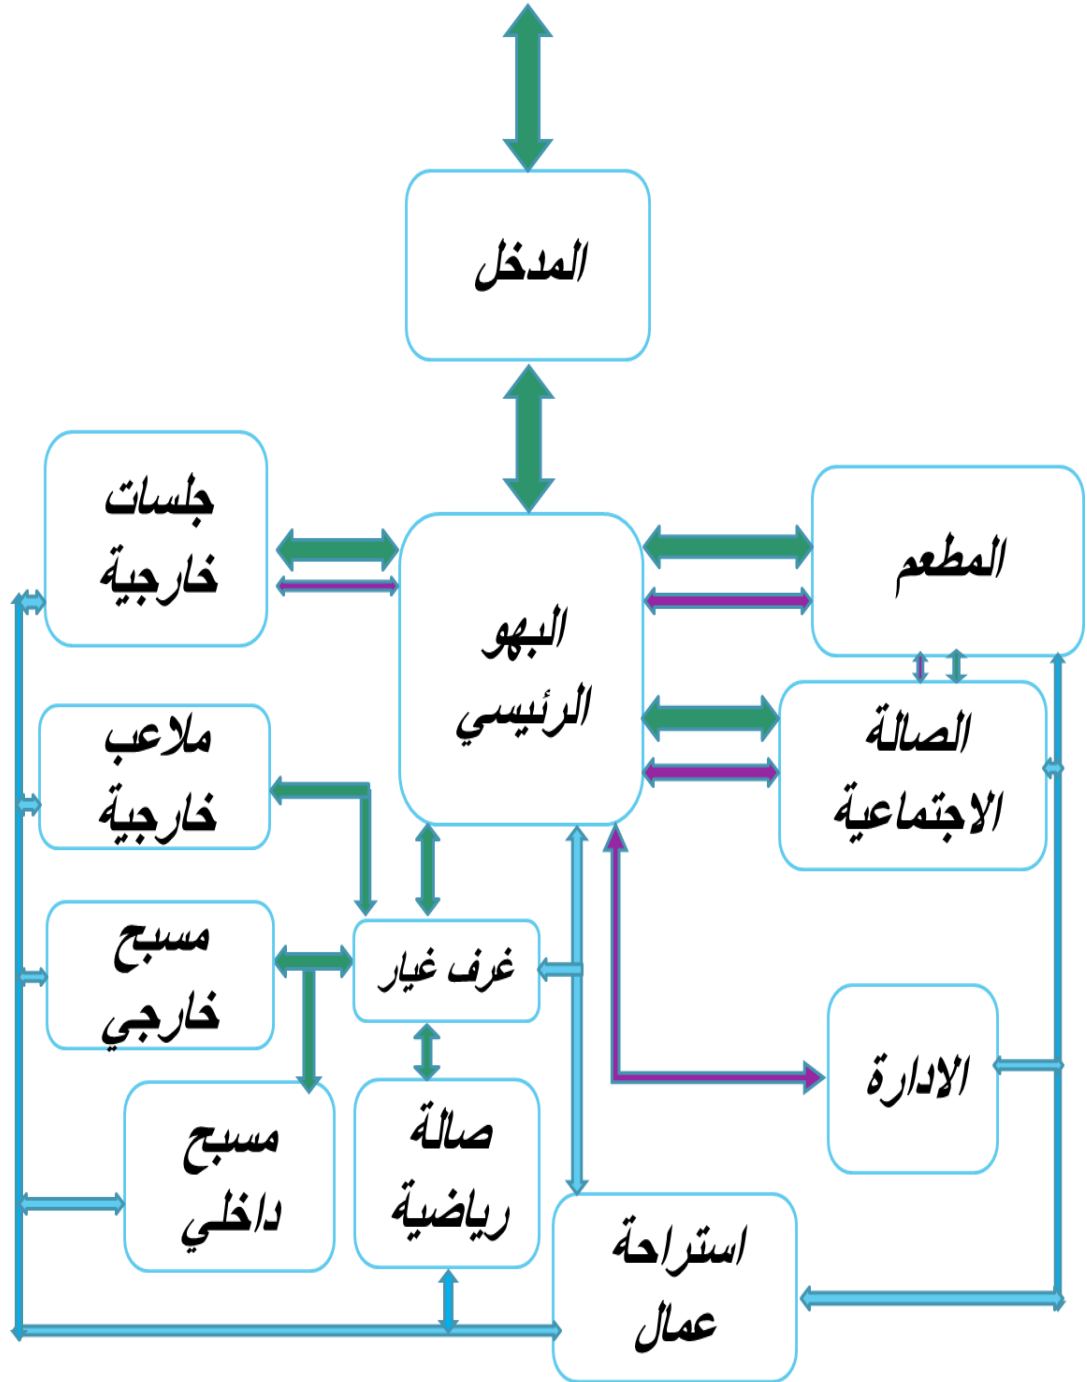 المدخل
جلسات
خارجية
المطعم
البهو
الرئيسي
الصالة
الاجتماعية
ملاعب
خارجية
مسبح
خارجي
غرف غيار
الادارة
مسبح
داخلي
صالة
رياضية
استراحة
عمال